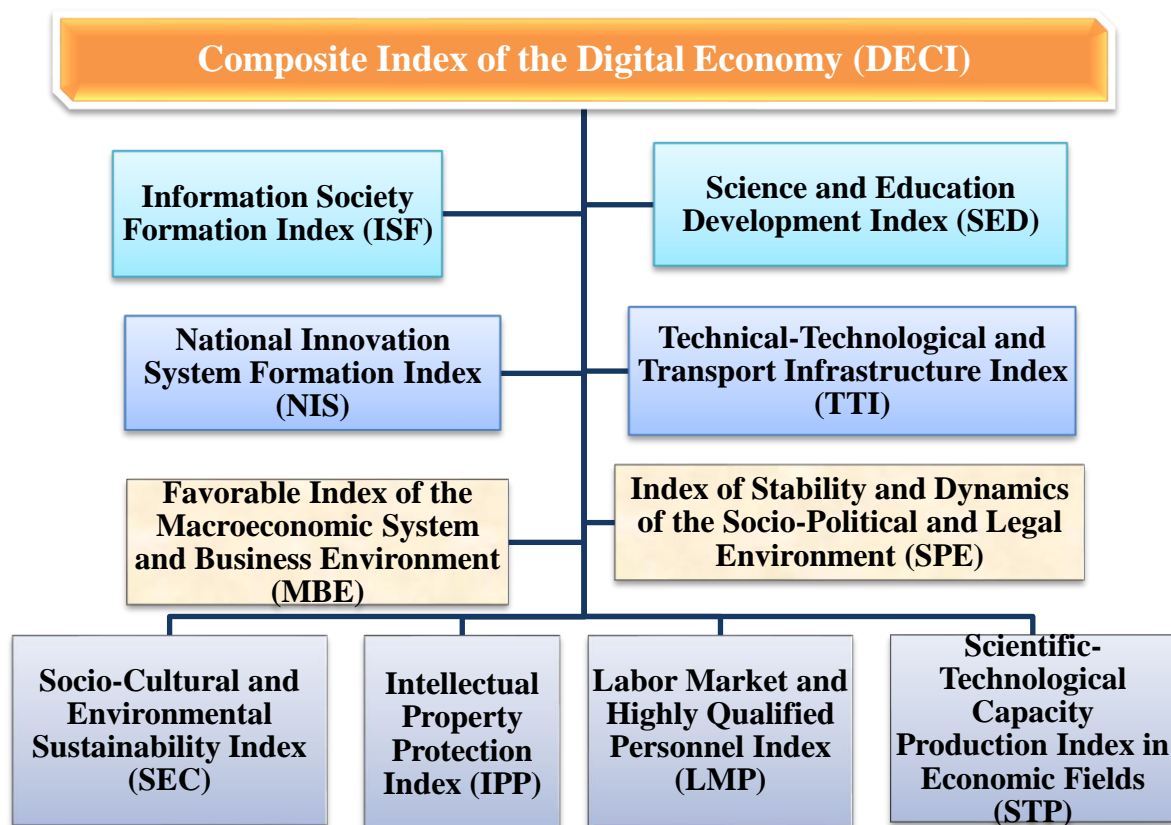 Composite Index of the Digital Economy (DECI)
Information Society
Formation Index (ISF)
Science and Education
Development Index (SED)
National Innovation
System Formation Index
(NIS)
Technical-Technological and
Transport Infrastructure Index
(TTI)
Favorable Index of the
Macroeconomic System
and Business Environment
(MBE)
Index of Stability and Dynamics
of the Socio-Political and Legal
Environment (SPE)
Socio-Cultural and
Environmental
Sustainability Index
(SEC)
Intellectual
Property
Protection
Index (IPP)
Labor Market and
Highly Qualified
Personnel Index
(LMP)
Scientific-
Technological
Capacity
Production Index in
Economic Fields
(STP)